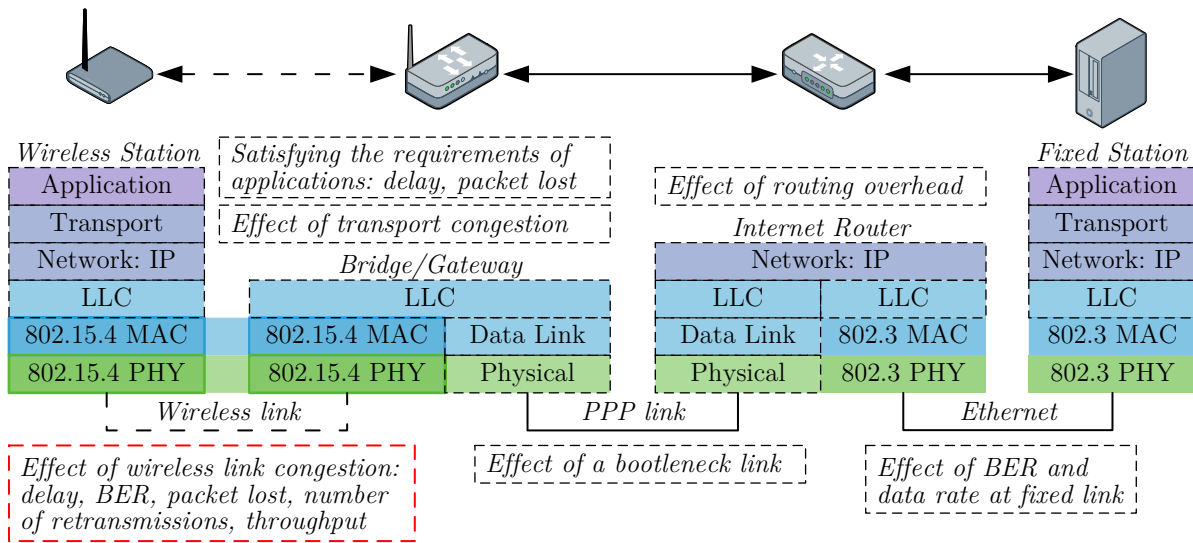 Wireless Station
Application
Transport
Network: IP
LLC
802.15.4 MAC
802.15.4 PHY
Satisfying the requirements of
applications: delay, packet lost
Effect of transport congestion
Bridge/Gateway
LLC
802.15.4 MAC
Data Link
802.15.4 PHY
Physical
Effect of routing overhead
Internet Router
Network: IP
LLC
LLC
Data Link
802.3 MAC
Physical
802.3 PHY
Fixed Station
Application
Transport
Network: IP
LLC
802.3 MAC
802.3 PHY
Wireless link
PPP link
Ethernet
Effect of wireless link congestion:
delay, BER, packet lost, number
of retransmissions, throughput
Effect of a bootleneck link
Effect of BER and
data rate at fixed link